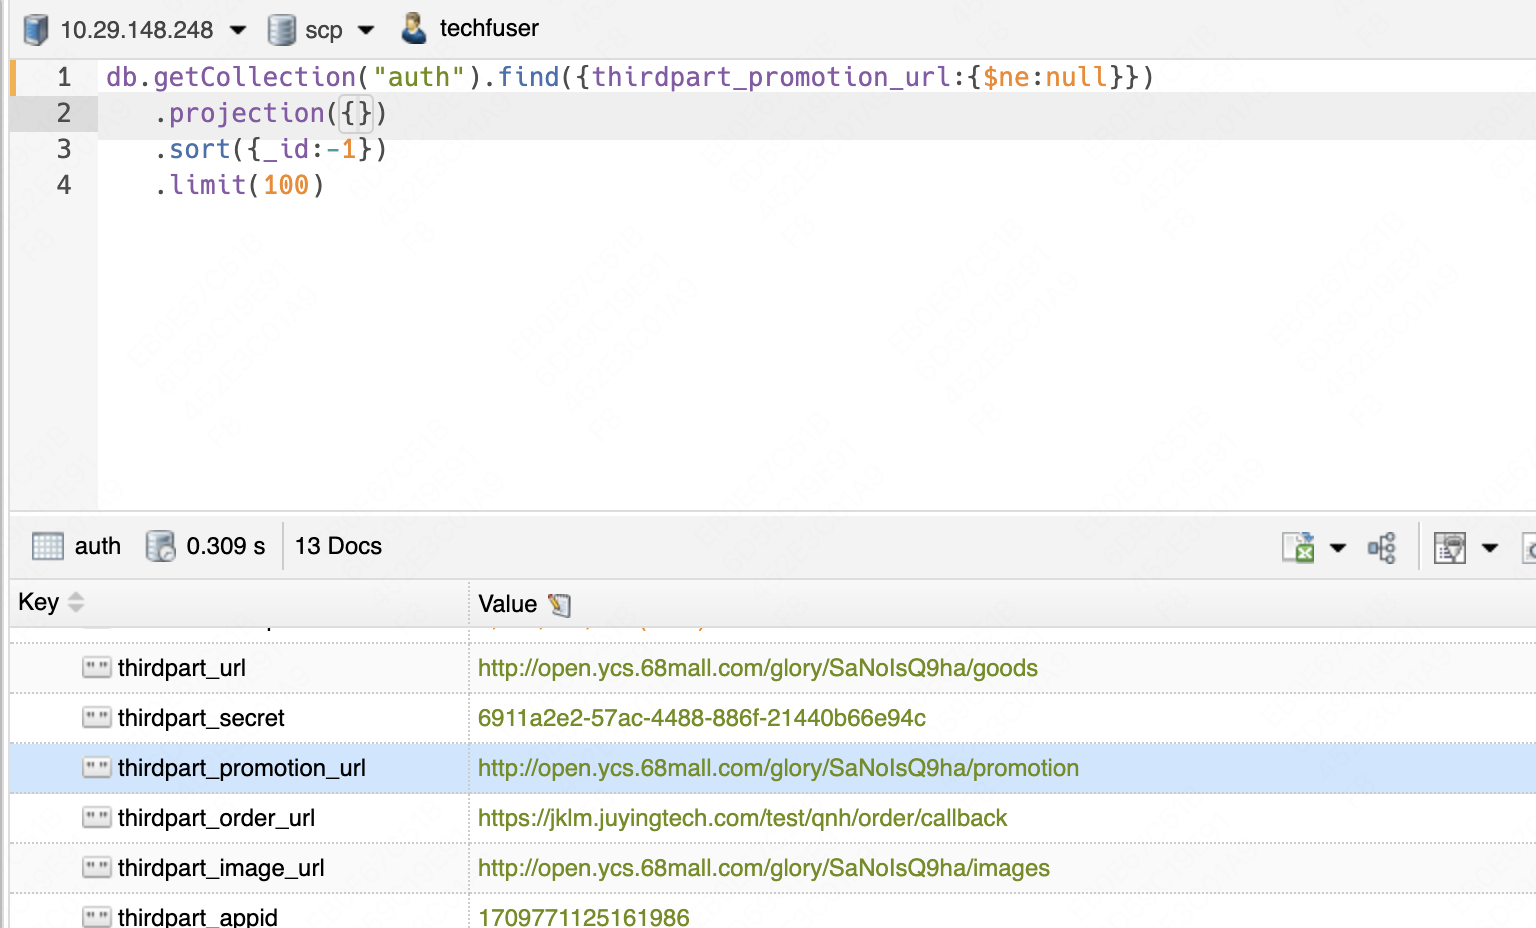 10.29.148.248 scp techfuser
1 db.getCollection("auth").find({thirdpart_promotion_url:{$ne:null}})
2 .projection({})
3 .sort({_id:-1})
4 .limit(100)
auth 0.309 s 13 Docs
Key Value
thirdpart_url http://open.ycs.68mall.com/glory/SaNoIsQ9ha/goods
thirdpart_secret 6911a2e2-57ac-4488-886f-21440b66e94c
thirdpart_promotion_url http://open.ycs.68mall.com/glory/SaNoIsQ9ha/promotion
thirdpart_order_url https://jklm.juyingtech.com/test/qnh/order/callback
thirdpart_image_url http://open.ycs.68mall.com/glory/SaNoIsQ9ha/images
thirdpart_appid 1709771125161986